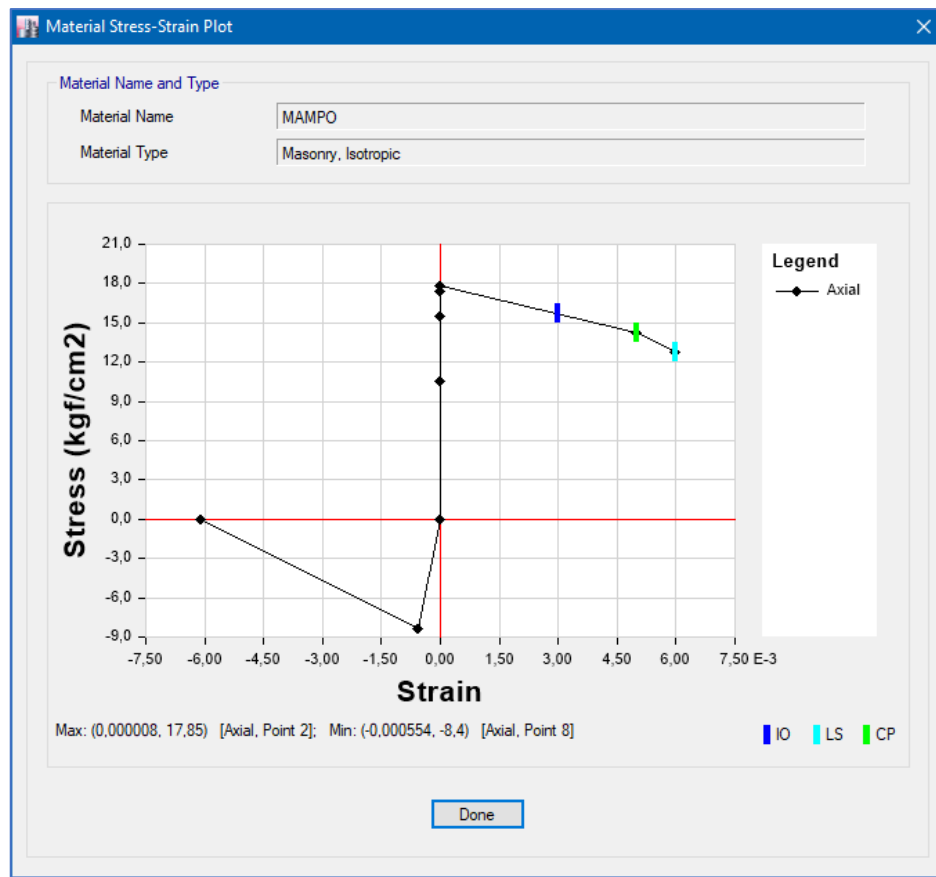 Material Stress-Strain Plot
Material Name and Type
Material Name MAMPO
Material Type Masonry, Isotropic
Stress (kgf/cm2)
21,0
18,0
15,0
12,0
9,0
6,0
3,0
0,0
-3,0
-6,0
-9,0
-7,50 -6,00 -4,50 -3,00 -1,50 0,00 1,50 3,00 4,50 6,00 7,50 E-3
Strain
Legend
Axial
Max: (0,000008, 17,85) [Axial, Point 2]; Min: (-0,000554, -8,4) [Axial, Point 8]
IO LS CP
Done